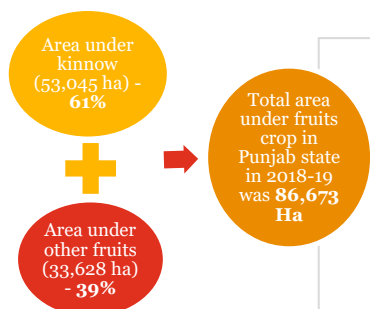 Area under
kinnow
(53,045 ha) -
61%
Area under
other fruits
(33,628 ha)
- 39%
Total area
under fruits
crop in
Punjab state
in 2018-19
was 86,673
Ha